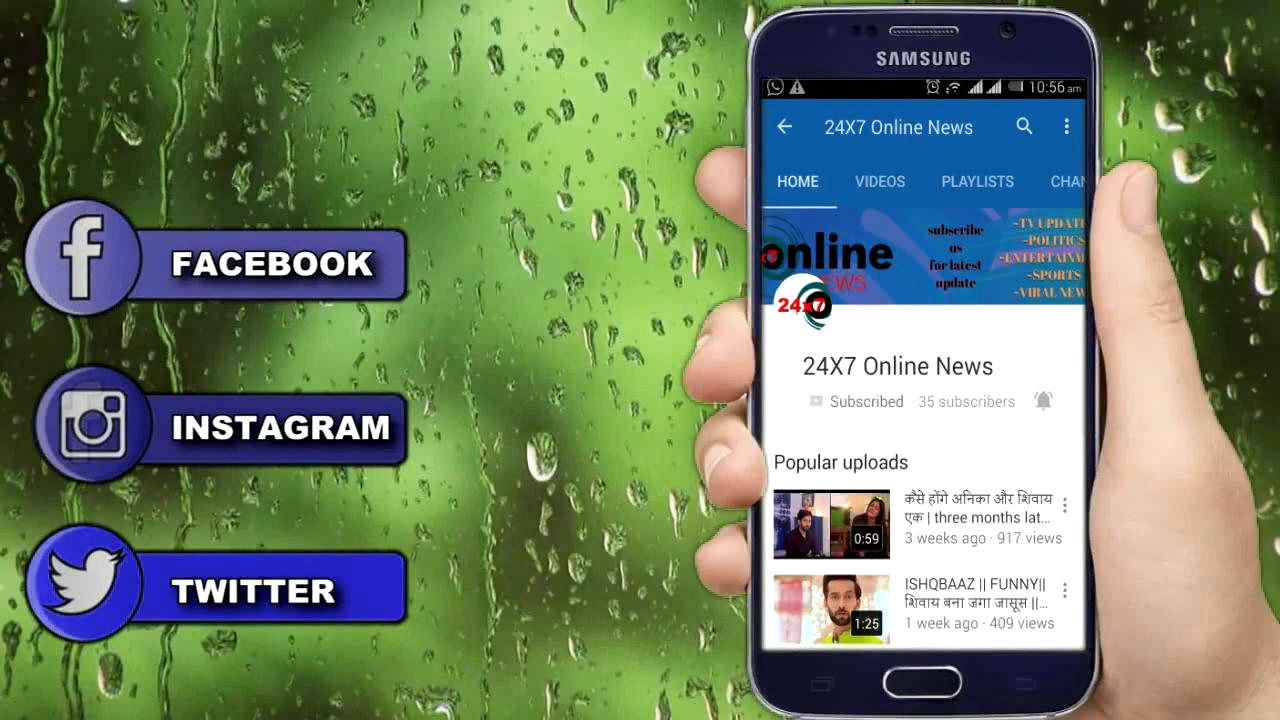 FACEBOOK
INSTAGRAM
TWITTER
SAMSUNG
10:56 am
24X7 Online News
HOME VIDEOS PLAYLISTS CHAN
online
NEWS
subscribe
us
for latest
update
~TV UPDATE
~POLITICS
~ENTERTAINM
~SPORTS
~VIRAL NEW
24x7
24X7 Online News
Subscribed 35 subscribers
Popular uploads
कैसे होंगे अनिका और शिवाय
एक | three months lat...
3 weeks ago · 917 views
0:59
ISHQBAAZ || FUNNY||
शिवाय बना जगा जासूस ||...
1 week ago · 409 views
1:25